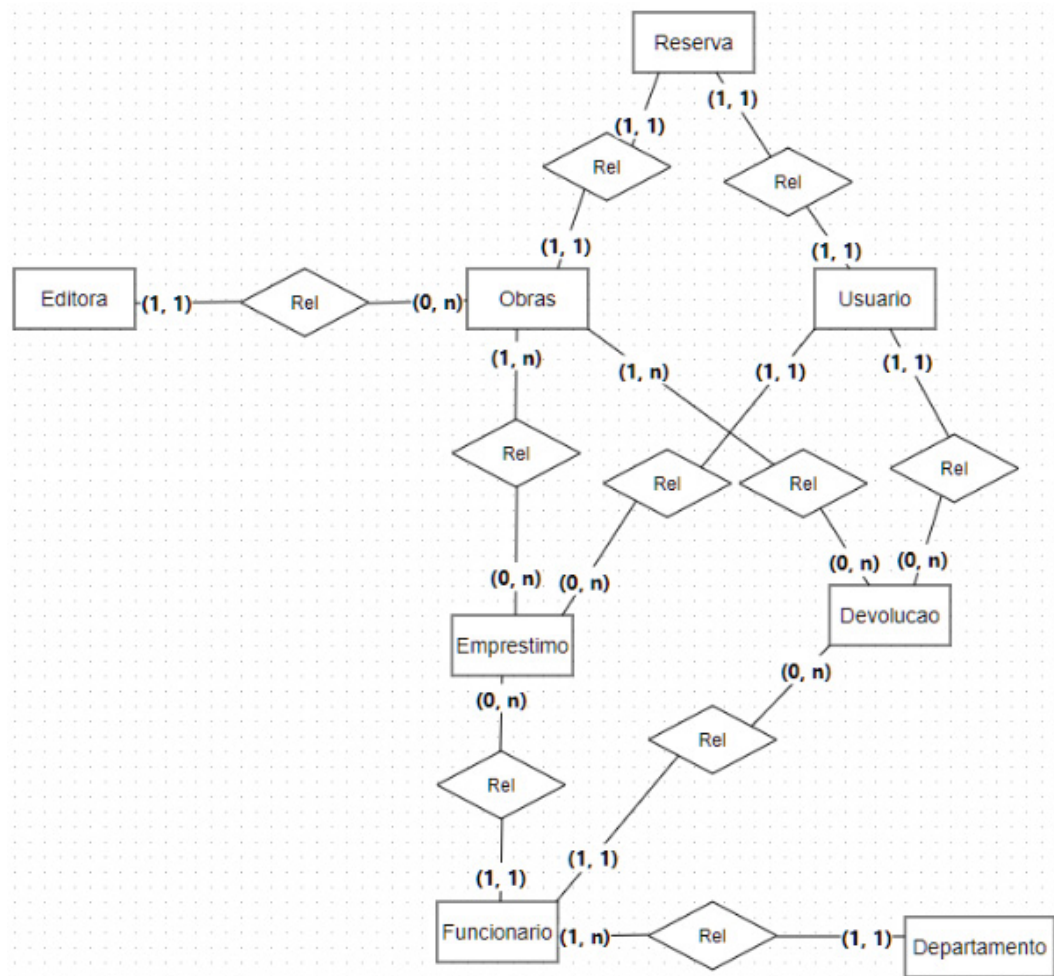 Reserva
(1, 1)
(1, 1)
Rel
Rel
(1, 1)
(1, 1)
Editora
(1, 1)
Rel
(0, n)
Obras
Usuario
(1, n)
(1, n)
(1, 1)
(1, 1)
Rel
Rel
Rel
Rel
(0, n)
(0, n)
(0, n)
(0, n)
Devolucao
Emprestimo
(0, n)
(0, n)
Rel
Rel
(1, 1)
(1, 1)
Funcionario
(1, n)
Rel
(1, 1)
Departamento